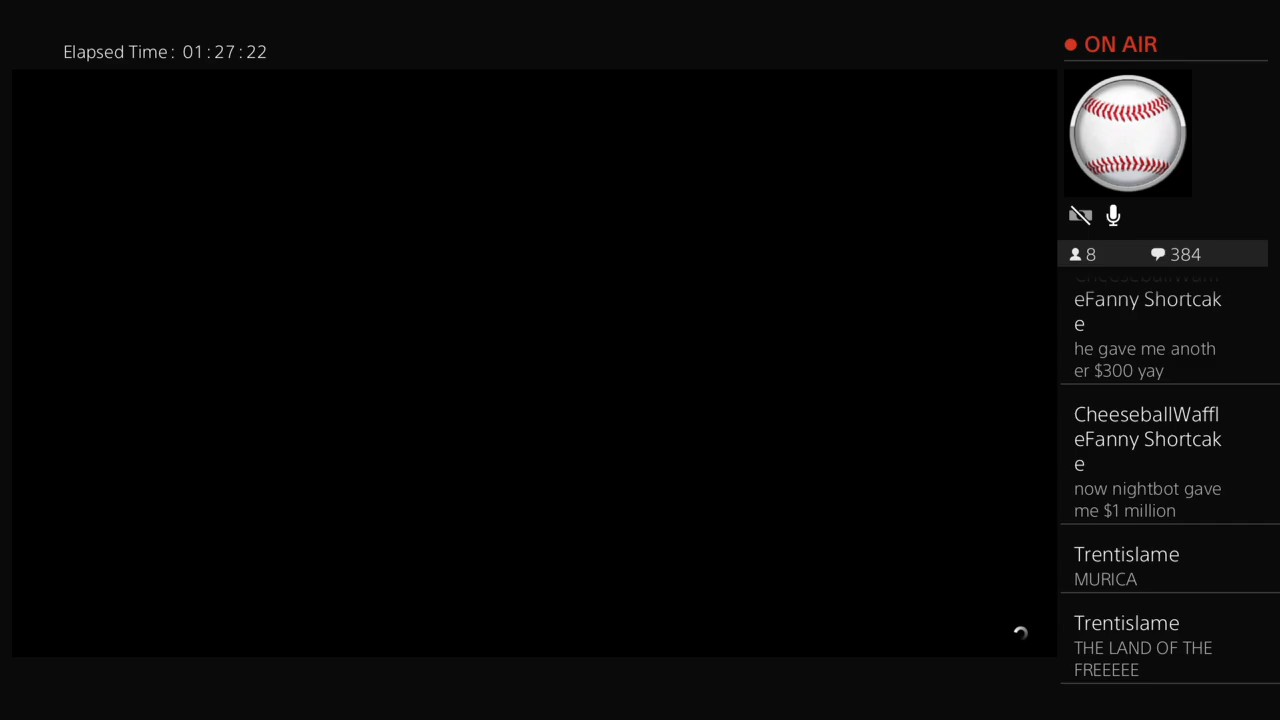 Elapsed Time: 01:27:22
ON AIR
8
384
eFanny Shortcak
e
he gave me anoth
er $300 yay
CheeseballWaffl
eFanny Shortcak
e
now nightbot gave
me $1 million
Trentislame
MURICA
Trentislame
THE LAND OF THE
FREEEEE